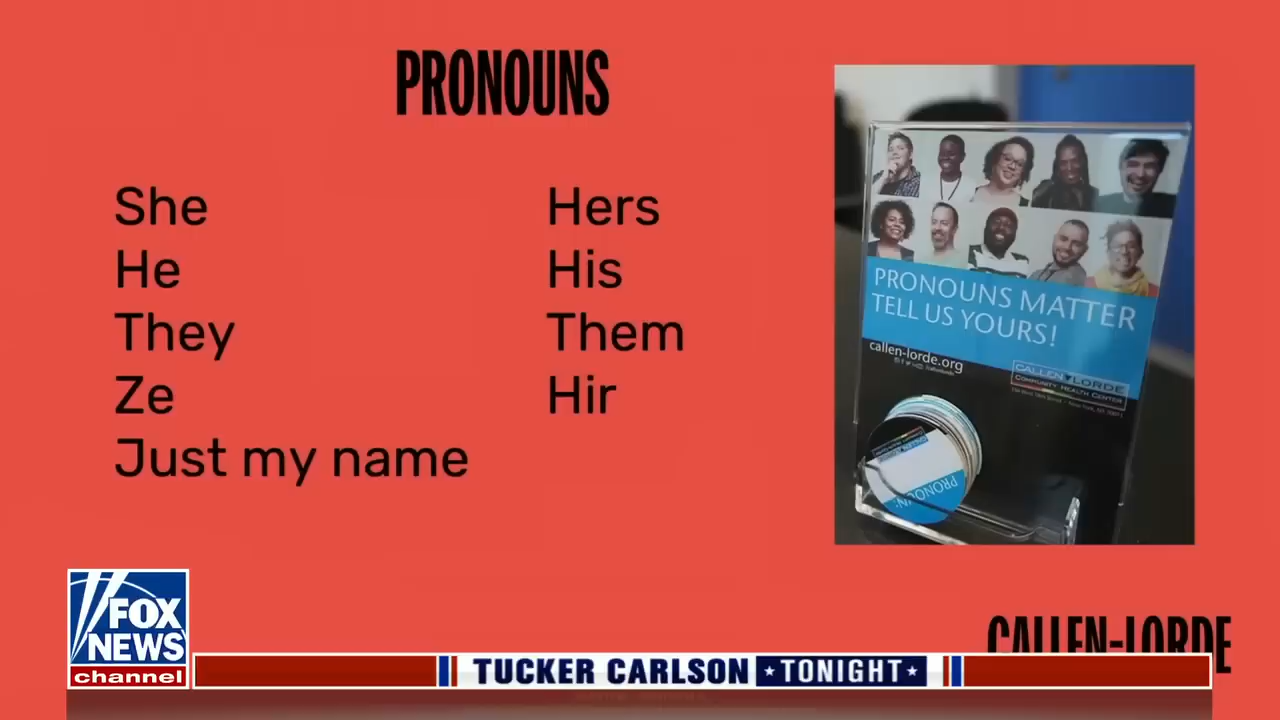 PRONOUNS
She Hers
He His
They Them
Ze Hir
Just my name
PRONOUNS MATTER
TELL US YOURS!
callen-lorde.org
CALLEN-LORDE
COMMUNITY HEALTH CENTER
PRONOUN:
CALLEN-LORDE
FOX
NEWS
channel
TUCKER CARLSON TONIGHT